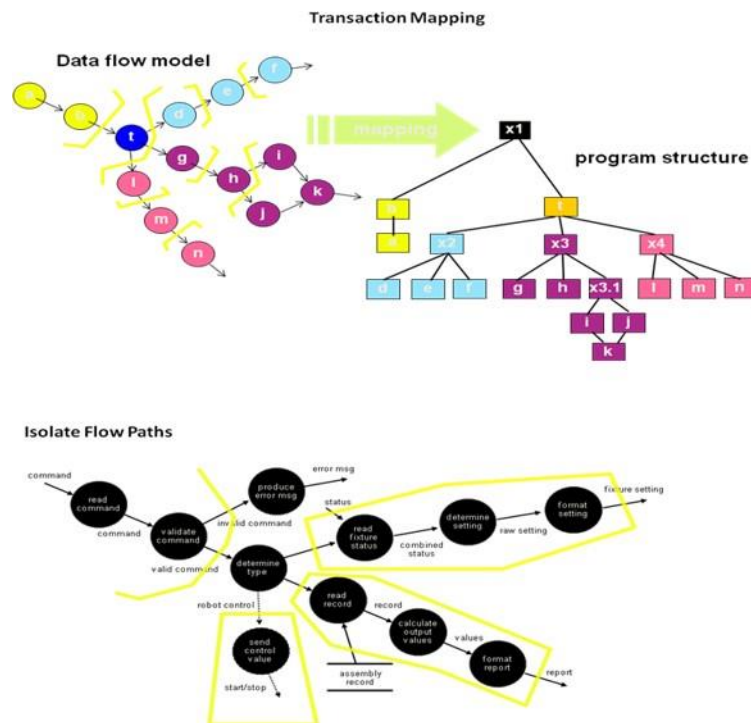 Transaction Mapping
Data flow model
a
b
t
d
e
f
g
h
i
j
k
l
m
n
mapping
x1
program structure
b
a
t
x2
x3
x4
d
e
f
g
h
x3.1
l
m
n
i
j
k
Isolate Flow Paths
command
read
command
command
validate
command
produce
error msg
error msg
invalid command
valid command
determine
type
status
read
fixture
status
combined
status
determine
setting
raw setting
format
setting
fixture setting
robot control
send
control
value
start/stop
read
record
record
calculate
output
values
values
format
report
report
assembly
record